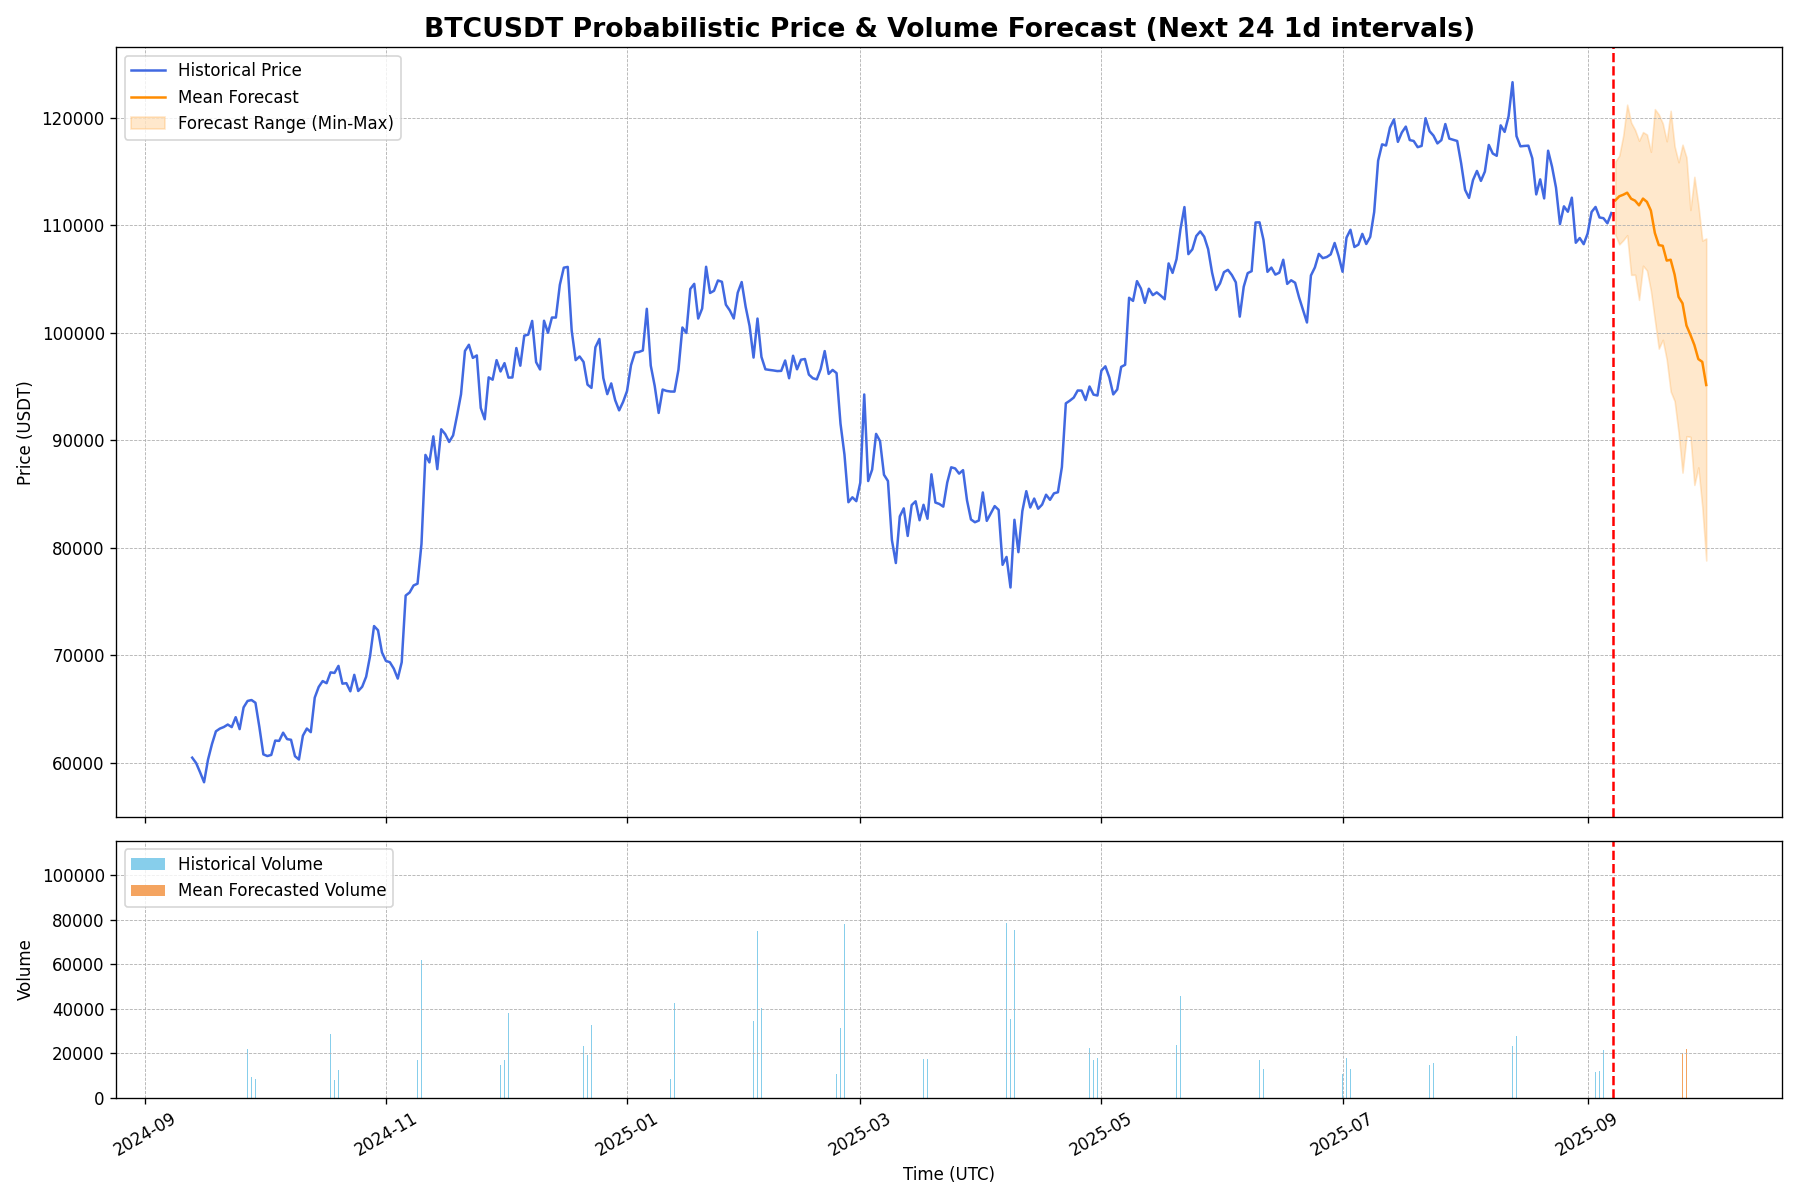 BTCUSDT Probabilistic Price & Volume Forecast (Next 24 1d intervals)
Historical Price
Mean Forecast
Forecast Range (Min-Max)
120000
110000
100000
90000
80000
70000
60000
Price (USDT)
Historical Volume
Mean Forecasted Volume
100000
80000
60000
40000
20000
0
Volume
2024-09
2024-11
2025-01
2025-03
2025-05
2025-07
2025-09
Time (UTC)